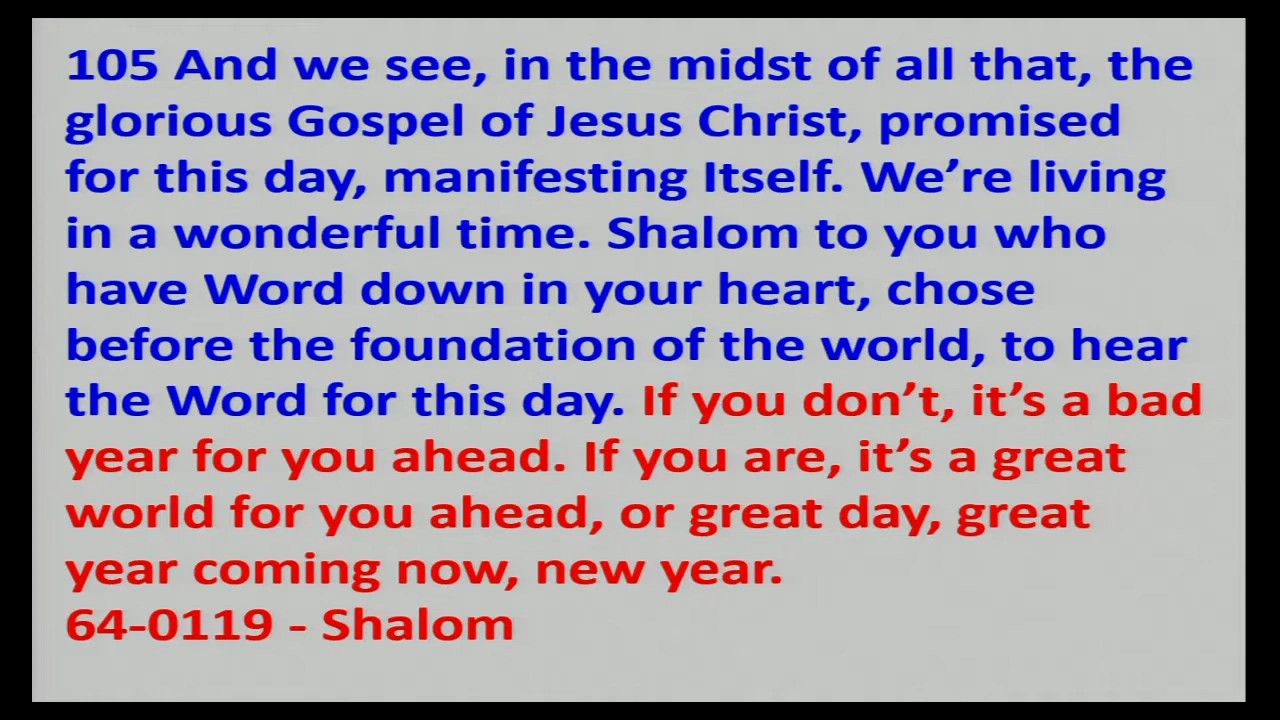 105 And we see, in the midst of all that, the
glorious Gospel of Jesus Christ, promised
for this day, manifesting Itself. We’re living
in a wonderful time. Shalom to you who
have Word down in your heart, chose
before the foundation of the world, to hear
the Word for this day. If you don’t, it’s a bad
year for you ahead. If you are, it’s a great
world for you ahead, or great day, great
year coming now, new year.
64-0119 - Shalom